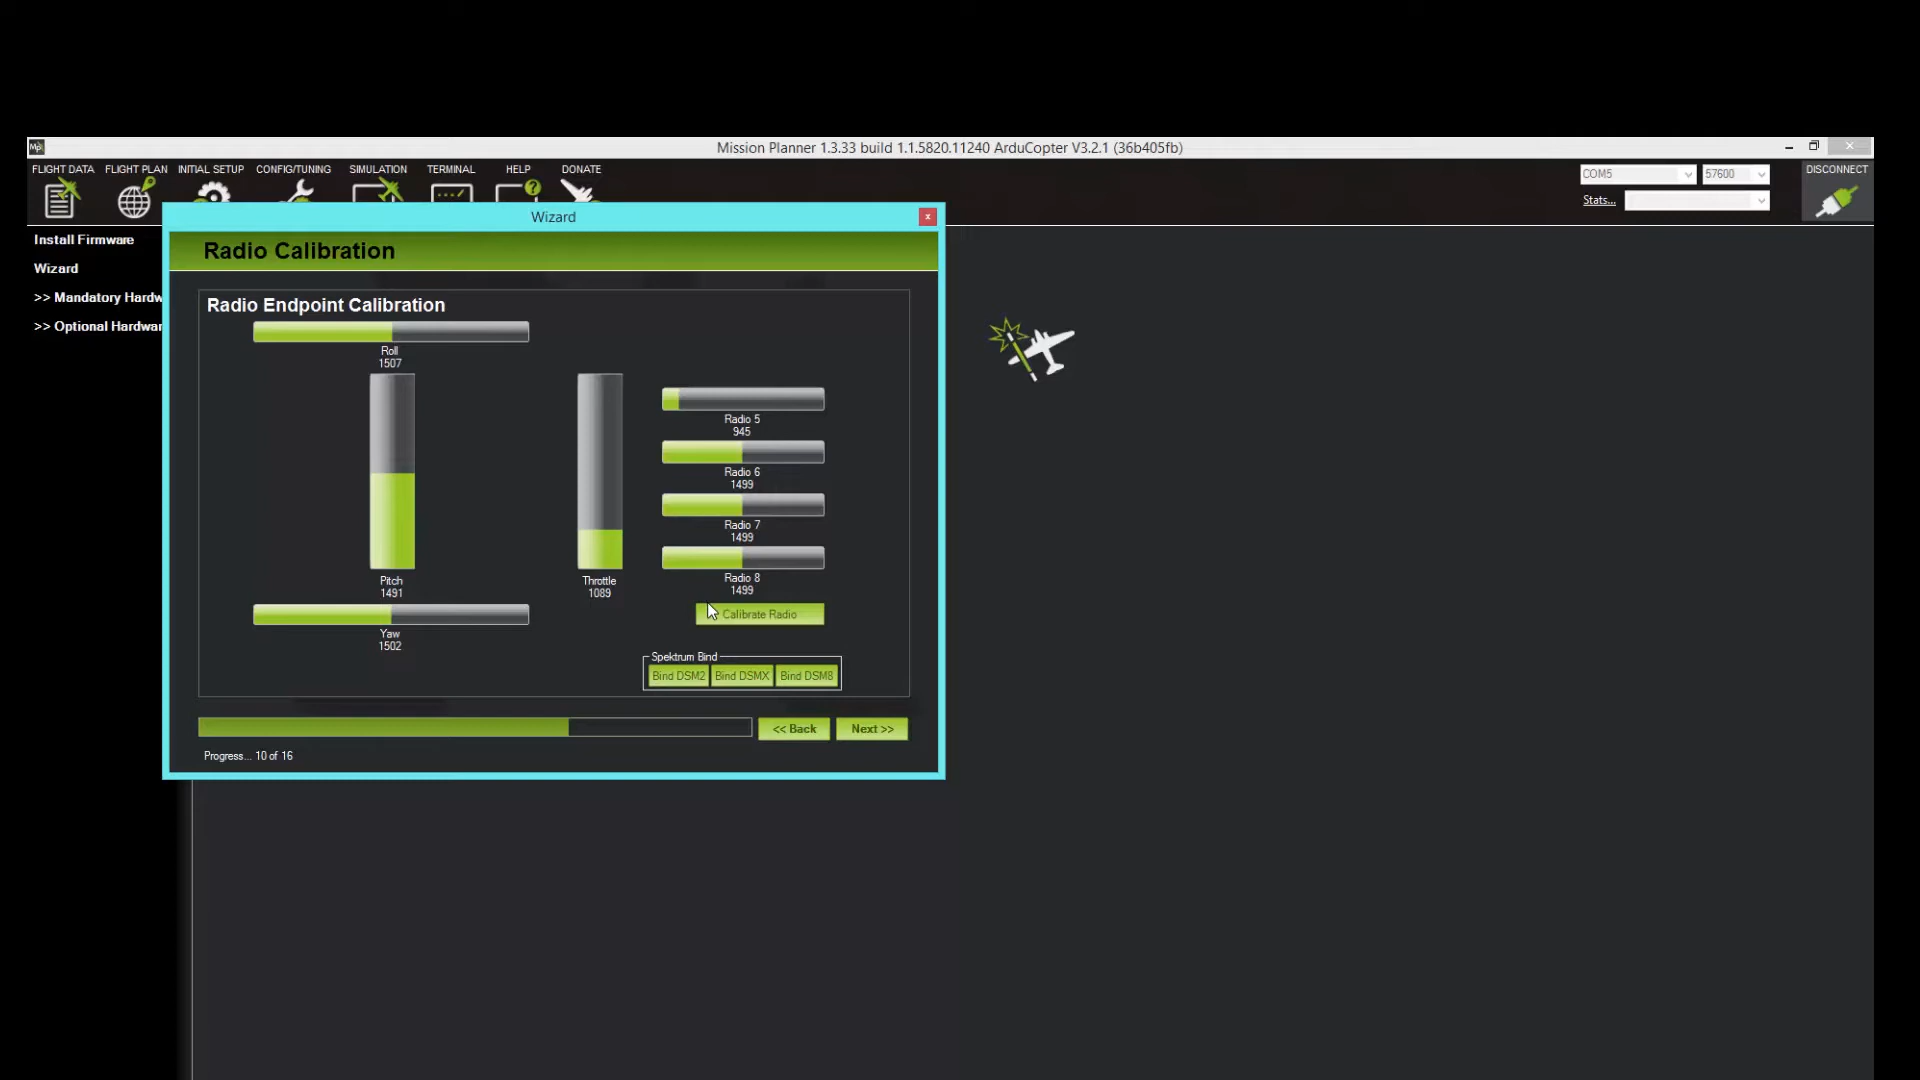 Mission Planner 1.3.33 build 1.1.5820.11240 ArduCopter V3.2.1 (36b405fb)
FLIGHT DATA FLIGHT PLAN INITIAL SETUP CONFIG/TUNING SIMULATION TERMINAL HELP DONATE
COM5 57600 DISCONNECT
Stats...
Install Firmware
Wizard
>> Mandatory Hardw
>> Optional Hardwar
Wizard
Radio Calibration
Radio Endpoint Calibration
Roll
1507
Radio 5
945
Radio 6
1499
Radio 7
1499
Radio 8
1499
Pitch
1491
Throttle
1089
Calibrate Radio
Yaw
1502
Spektrum Bind
Bind DSM2 Bind DSMX Bind DSM8
<< Back Next >>
Progress... 10 of 16